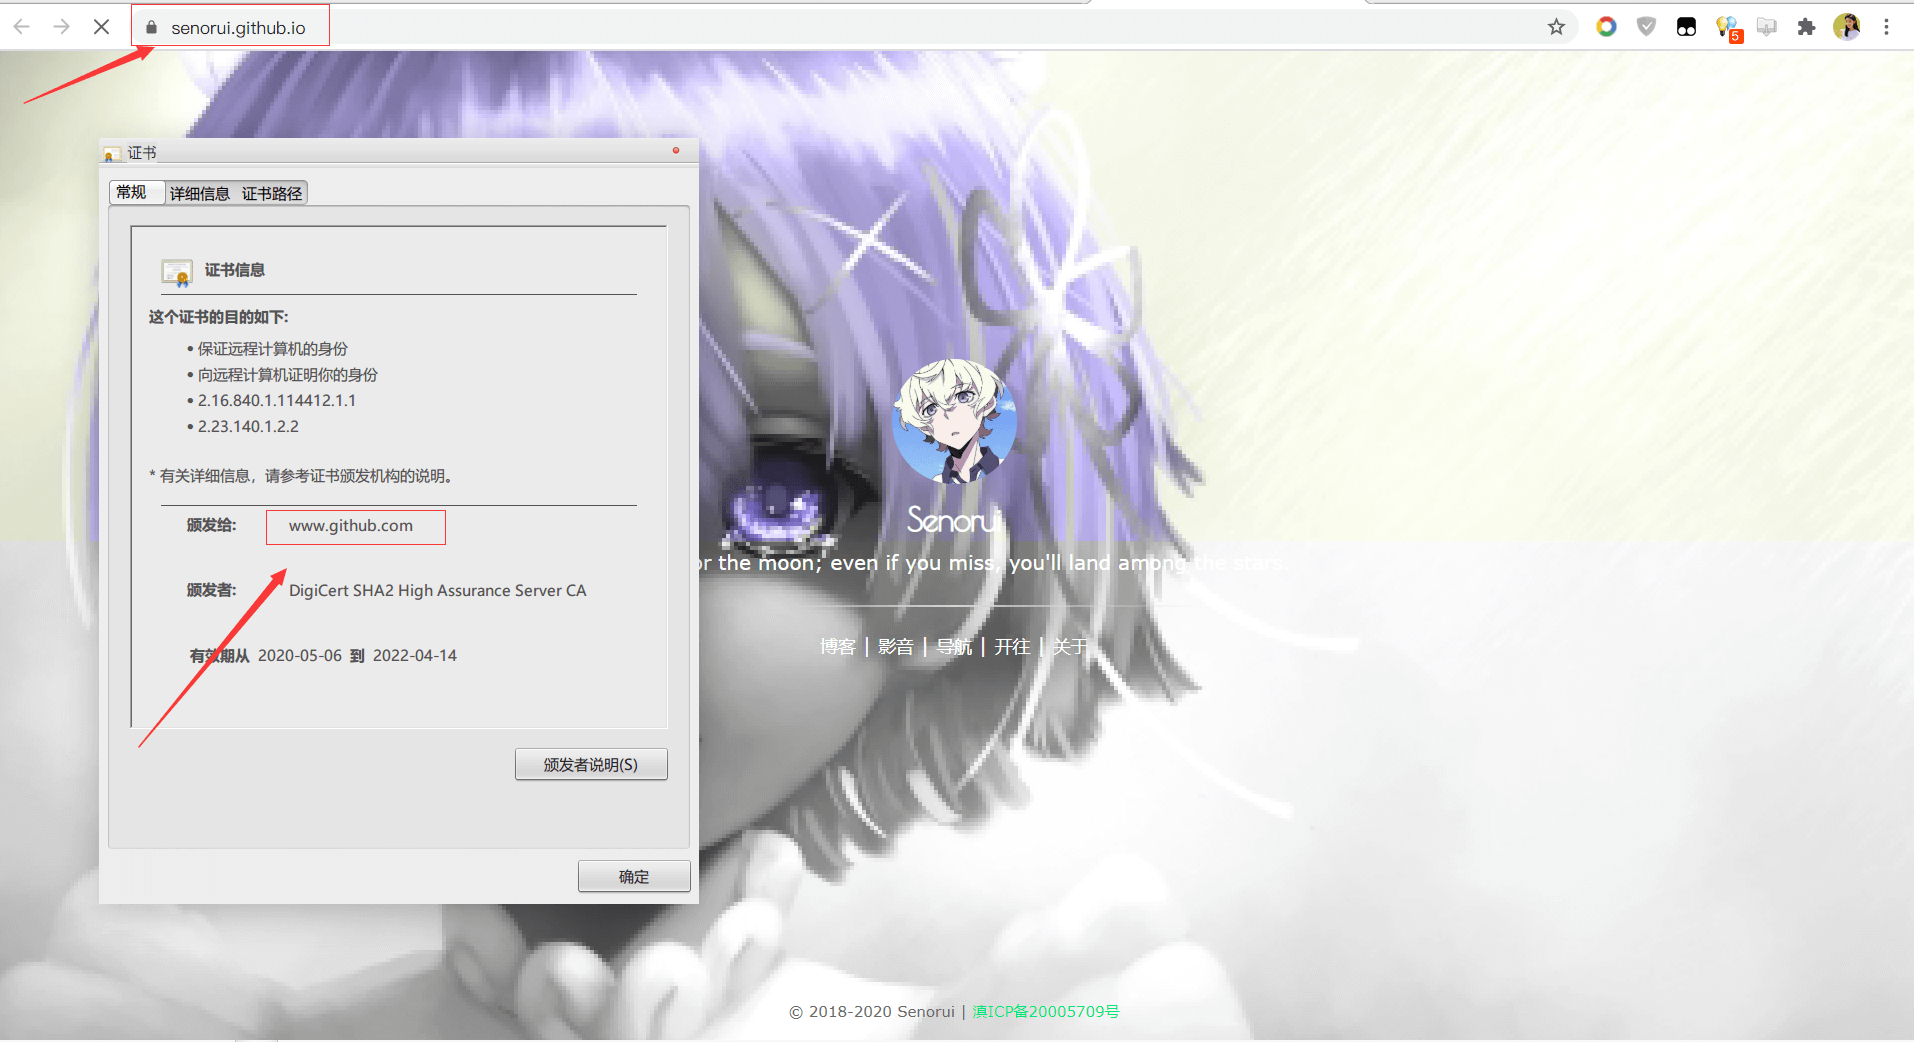 senorui.github.io
5
证书
常规 详细信息 证书路径
证书信息
这个证书的目的如下:
• 保证远程计算机的身份
• 向远程计算机证明你的身份
• 2.16.840.1.114412.1.1
• 2.23.140.1.2.2
* 有关详细信息，请参考证书颁发机构的说明。
颁发给: www.github.com
颁发者: DigiCert SHA2 High Assurance Server CA
有效期从 2020-05-06 到 2022-04-14
颁发者说明(S)
确定
Senorui
the moon; even if you miss, you'll land among the stars.
博客 | 影音 | 导航 | 开往 | 关于
© 2018-2020 Senorui | 滇ICP备20005709号